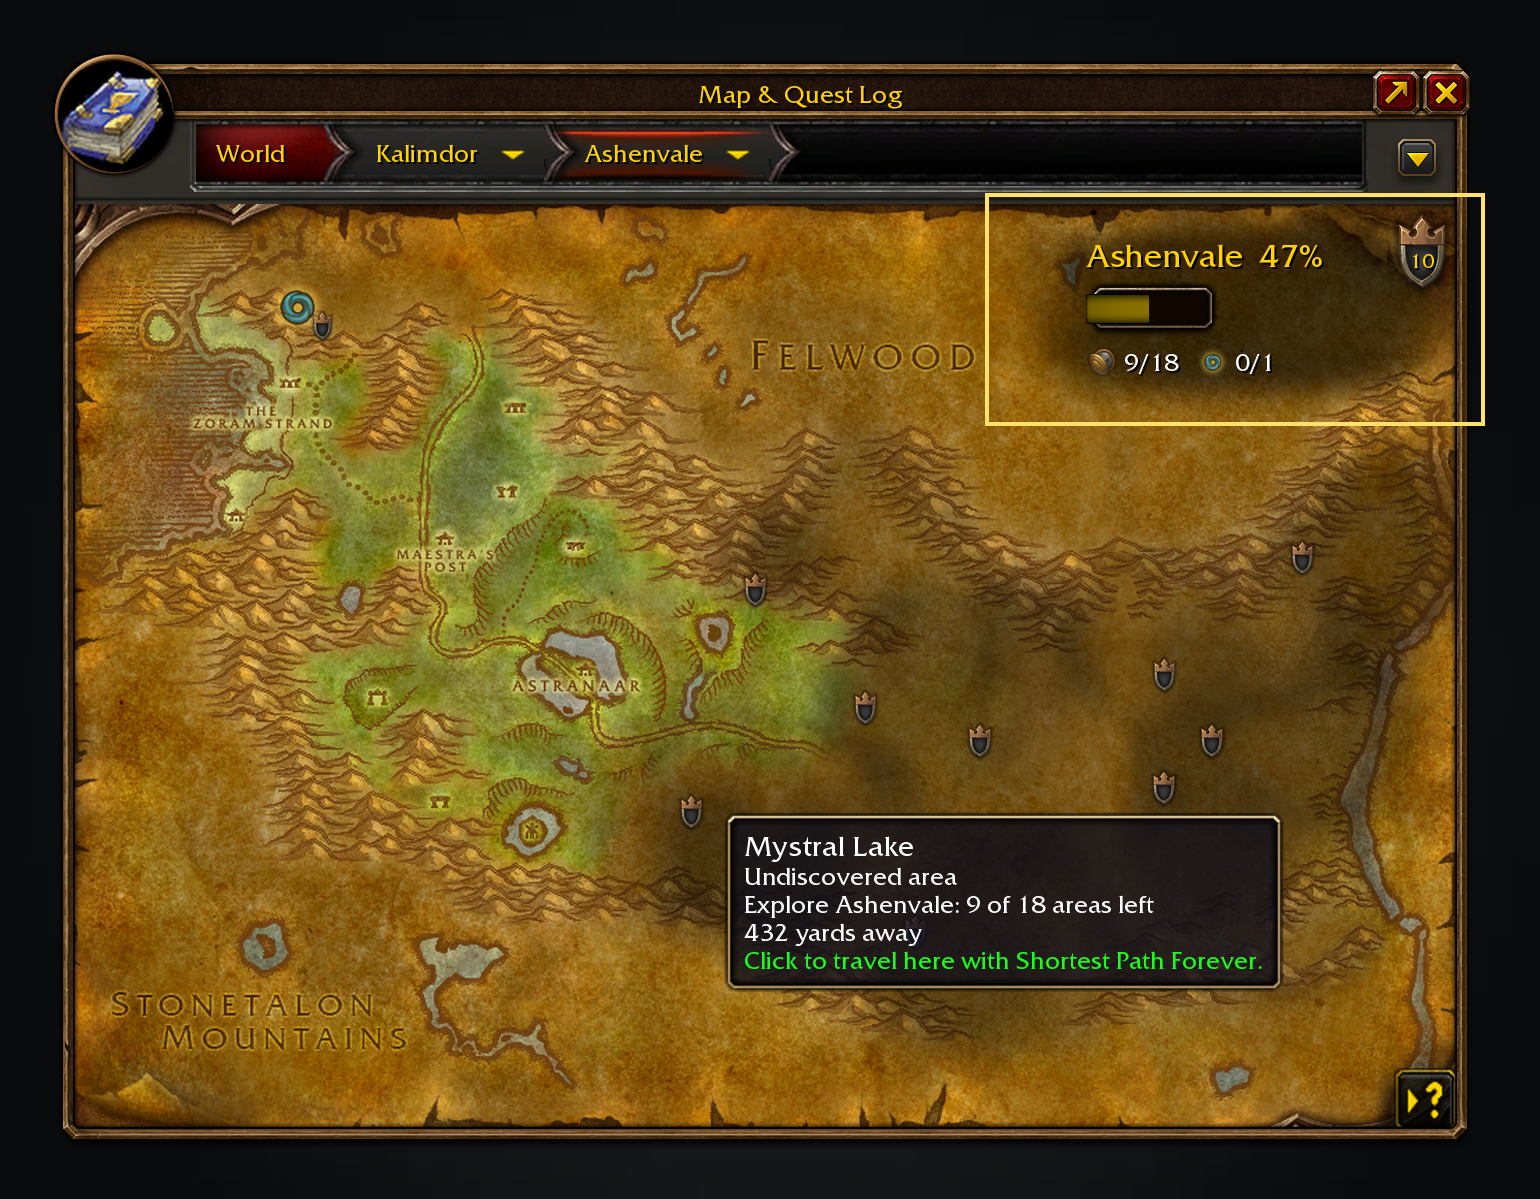 Map & Quest Log
World
Kalimdor
Ashenvale
Ashenvale 47%
10
9/18
0/1
FELWOOD
THE
ZORAM STRAND
MAESTRA'S
POST
ASTRANAAR
Mystral Lake
Undiscovered area
Explore Ashenvale: 9 of 18 areas left
432 yards away
Click to travel here with Shortest Path Forever.
STONETALON
MOUNTAINS
?